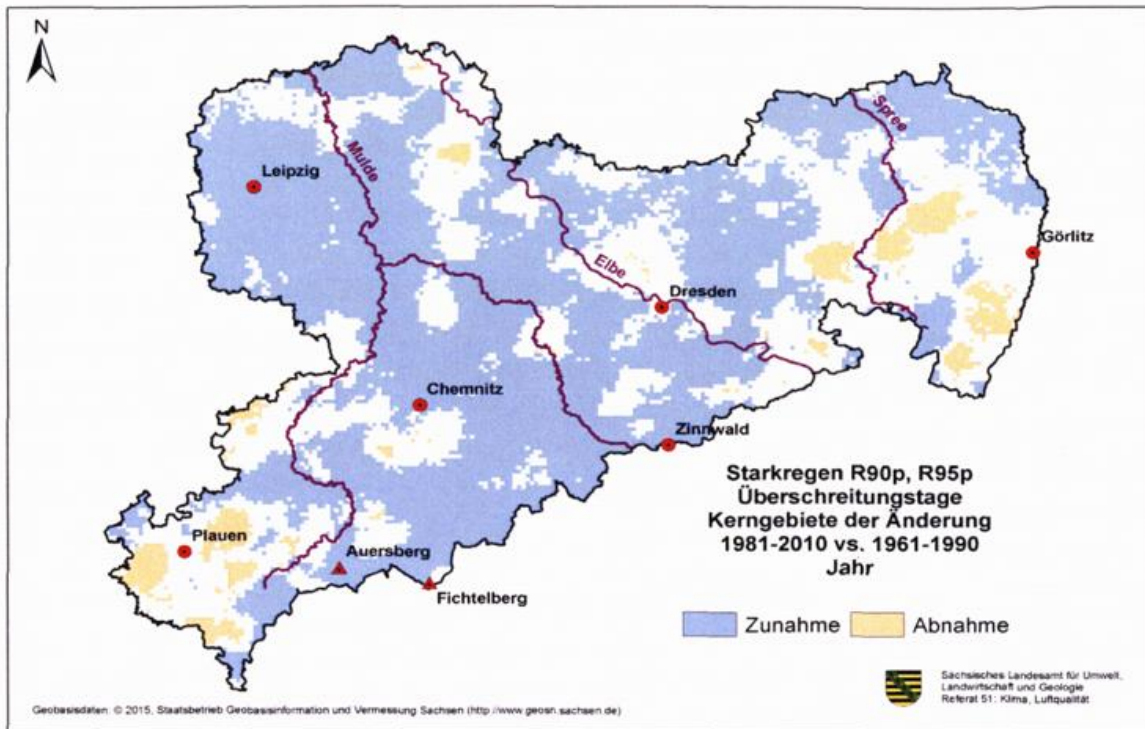 N
Mulde
Spree
Leipzig
Görlitz
Elbe
Dresden
Chemnitz
Zinnwald
Starkregen R90p, R95p
Überschreitungstage
Kerngebiete der Änderung
1981-2010 vs. 1961-1990
Jahr
Plauen
Auersberg
Fichtelberg
Zunahme
Abnahme
Sächsisches Landesamt für Umwelt,
Landwirtschaft und Geologie
Referat 51: Klima, Luftqualität
Geobasisdaten: © 2015, Staatsbetrieb Geobasisinformation und Vermessung Sachsen (http://www.geosn.sachsen.de)